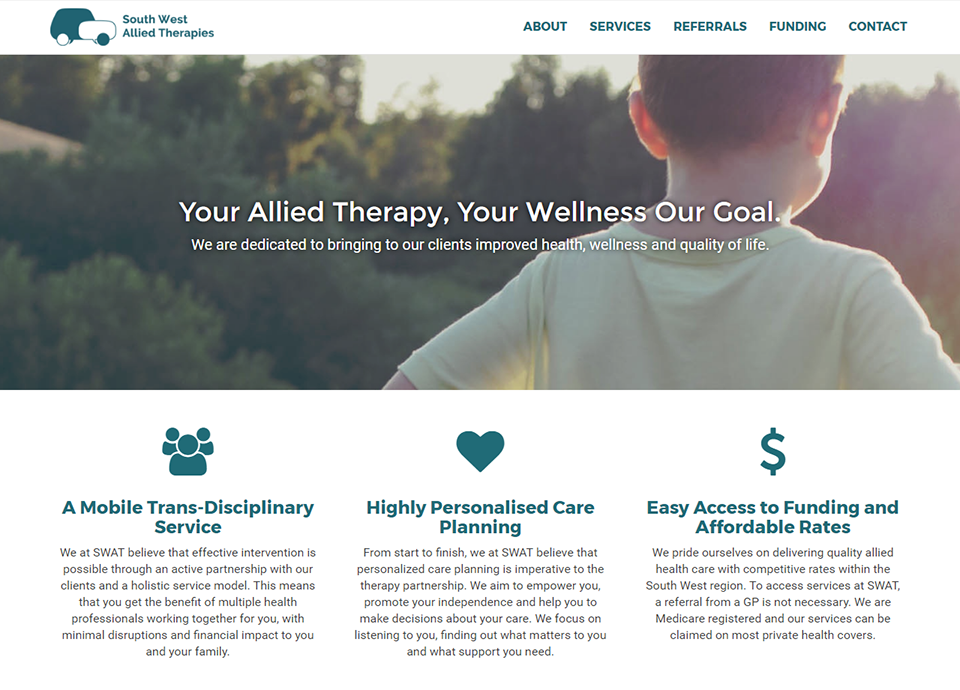 South West
Allied Therapies
ABOUT SERVICES REFERRALS FUNDING CONTACT
Your Allied Therapy, Your Wellness Our Goal.
We are dedicated to bringing to our clients improved health, wellness and quality of life.
A Mobile Trans-Disciplinary
Service
We at SWAT believe that effective intervention is
possible through an active partnership with our
clients and a holistic service model. This means
that you get the benefit of multiple health
professionals working together for you, with
minimal disruptions and financial impact to you
and your family.
Highly Personalised Care
Planning
From start to finish, we at SWAT believe that
personalized care planning is imperative to the
therapy partnership. We aim to empower you,
promote your independence and help you to
make decisions about your care. We focus on
listening to you, finding out what matters to you
and what support you need.
Easy Access to Funding and
Affordable Rates
We pride ourselves on delivering quality allied
health care with competitive rates within the
South West region. To access services at SWAT,
a referral from a GP is not necessary. We are
Medicare registered and our services can be
claimed on most private health covers.